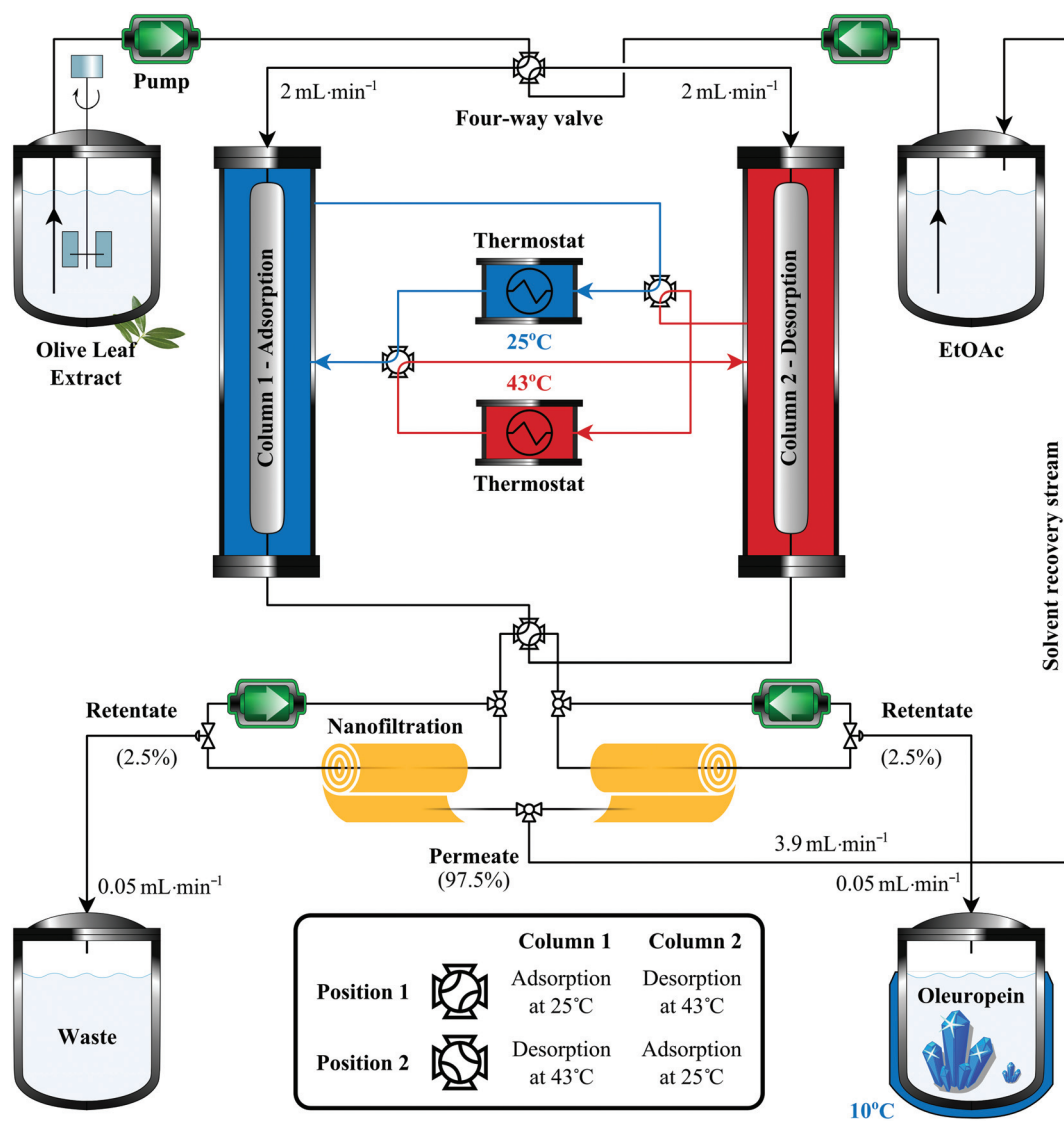 Pump
2 mL·min⁻¹
2 mL·min⁻¹
Four-way valve
Olive Leaf
Extract
EtOAc
Column 1 - Adsorption
Thermostat
25°C
43°C
Thermostat
Column 2 - Desorption
Solvent recovery stream
Retentate
(2.5%)
Nanofiltration
Retentate
(2.5%)
Permeate
(97.5%)
3.9 mL·min⁻¹
0.05 mL·min⁻¹
0.05 mL·min⁻¹
Waste
Column 1 Column 2
Position 1 Adsorption Desorption
at 25°C at 43°C
Position 2 Desorption Adsorption
at 43°C at 25°C
Oleuropein
10°C